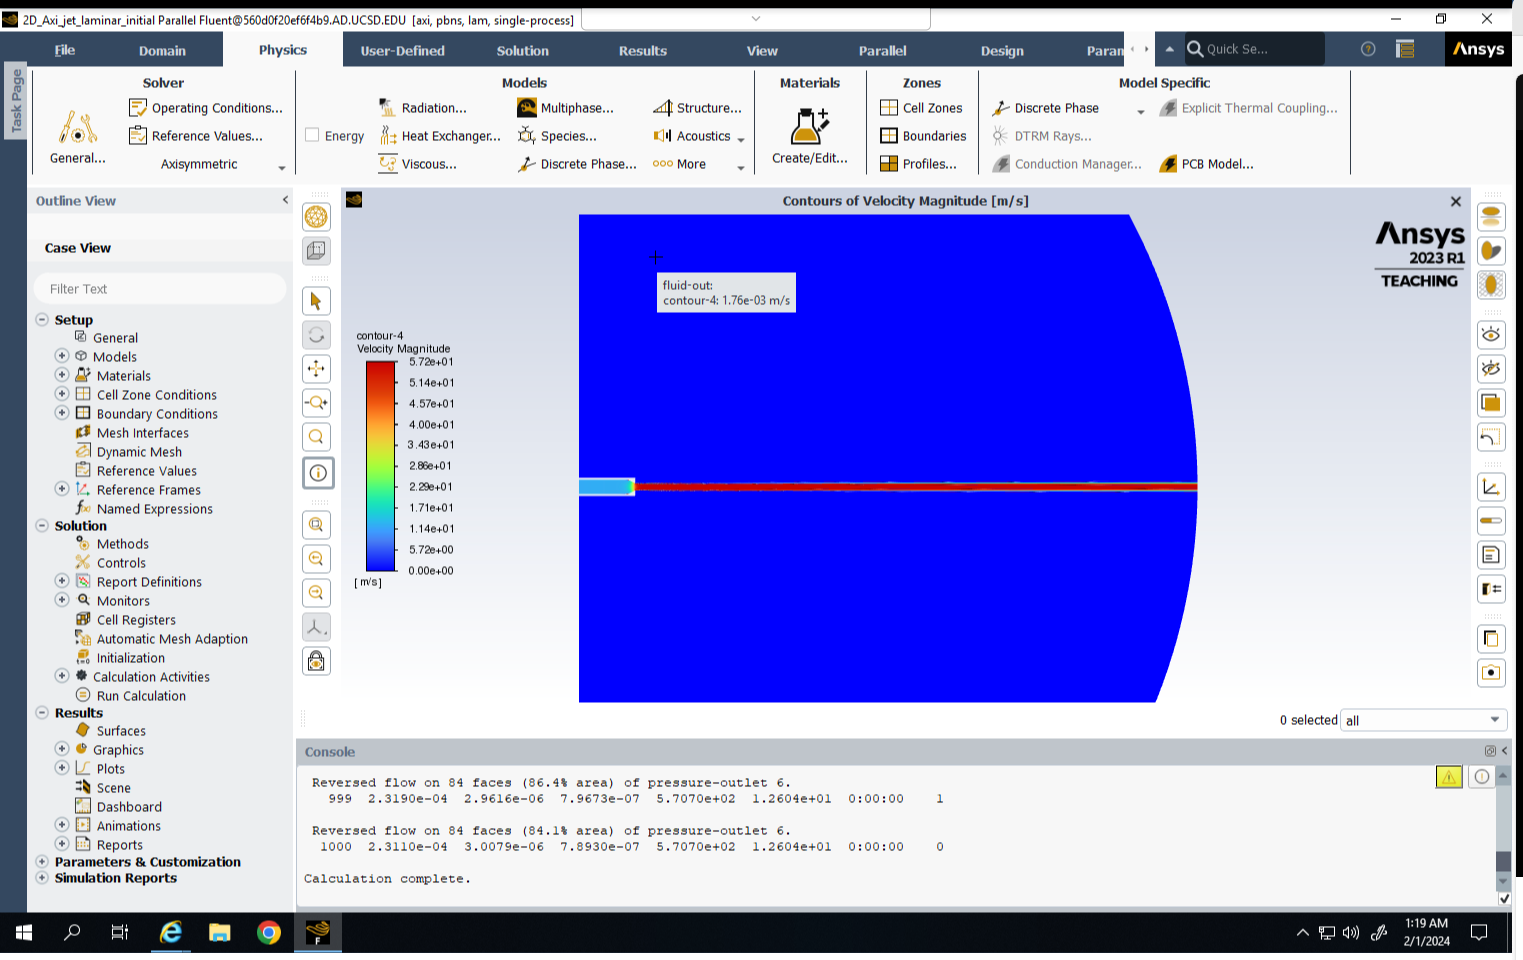 2D_Axi_jet_laminar_initial Parallel Fluent@560d0f20ef6f4b9.AD.UCSD.EDU [axi, pbns, lam, single-process]
File Domain Physics User-Defined Solution Results View Parallel Design Param Quick Se... Ansys
Task Page
Solver Models Materials Zones Model Specific
General...
Operating Conditions...
Reference Values...
Axisymmetric
Energy
Radiation...
Heat Exchanger...
Viscous...
Multiphase...
Species...
Discrete Phase...
Structure...
Acoustics
More
Create/Edit...
Cell Zones
Boundaries
Profiles...
Discrete Phase
DTRM Rays...
Conduction Manager...
Explicit Thermal Coupling...
PCB Model...
Outline View
Case View
Filter Text
Setup
General
Models
Materials
Cell Zone Conditions
Boundary Conditions
Mesh Interfaces
Dynamic Mesh
Reference Values
Reference Frames
Named Expressions
Solution
Methods
Controls
Report Definitions
Monitors
Cell Registers
Automatic Mesh Adaption
Initialization
Calculation Activities
Run Calculation
Results
Surfaces
Graphics
Plots
Scene
Dashboard
Animations
Reports
Parameters & Customization
Simulation Reports
Contours of Velocity Magnitude [m/s]
Ansys
2023 R1
TEACHING
fluid-out:
contour-4: 1.76e-03 m/s
contour-4
Velocity Magnitude
5.72e+01
5.14e+01
4.57e+01
4.00e+01
3.43e+01
2.86e+01
2.29e+01
1.71e+01
1.14e+01
5.72e+00
0.00e+00
[ m/s]
0 selected all
Console
Reversed flow on 84 faces (86.4% area) of pressure-outlet 6.
999 2.3190e-04 2.9616e-06 7.9673e-07 5.7070e+02 1.2604e+01 0:00:00 1
Reversed flow on 84 faces (84.1% area) of pressure-outlet 6.
1000 2.3110e-04 3.0079e-06 7.8930e-07 5.7070e+02 1.2604e+01 0:00:00 0
Calculation complete.
F
1:19 AM
2/1/2024